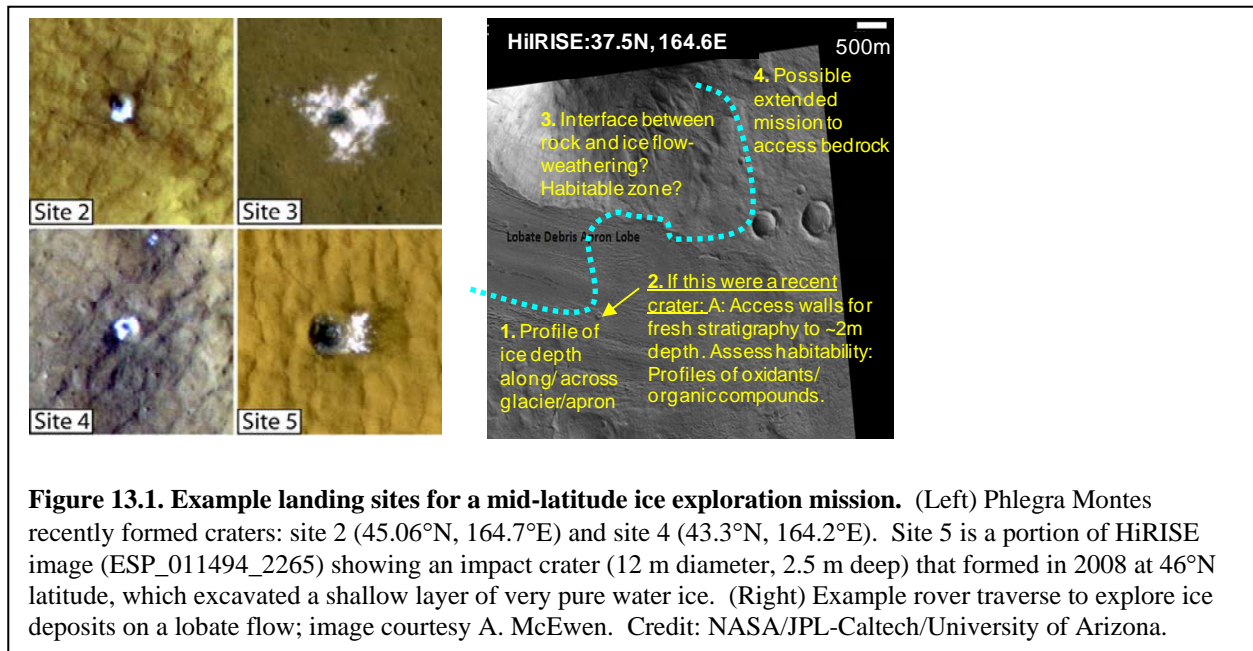 Site 2
Site 3
Site 4
Site 5
HiIRISE:37.5N, 164.6E
500m
4. Possible
extended
mission to
access bedrock
3. Interface between
rock and ice flow-
weathering?
Habitable zone?
Lobate Debris Apron Lobe
2. If this were a recent
crater: A: Access walls for
fresh stratigraphy to ~2m
depth. Assess habitability:
Profiles of oxidants/
organic compounds.
1. Profile of
ice depth
along/ across
glacier/apron
Figure 13.1. Example landing sites for a mid-latitude ice exploration mission. (Left) Phlegra Montes
recently formed craters: site 2 (45.06°N, 164.7°E) and site 4 (43.3°N, 164.2°E). Site 5 is a portion of HiRISE
image (ESP_011494_2265) showing an impact crater (12 m diameter, 2.5 m deep) that formed in 2008 at 46°N
latitude, which excavated a shallow layer of very pure water ice. (Right) Example rover traverse to explore ice
deposits on a lobate flow; image courtesy A. McEwen. Credit: NASA/JPL-Caltech/University of Arizona.